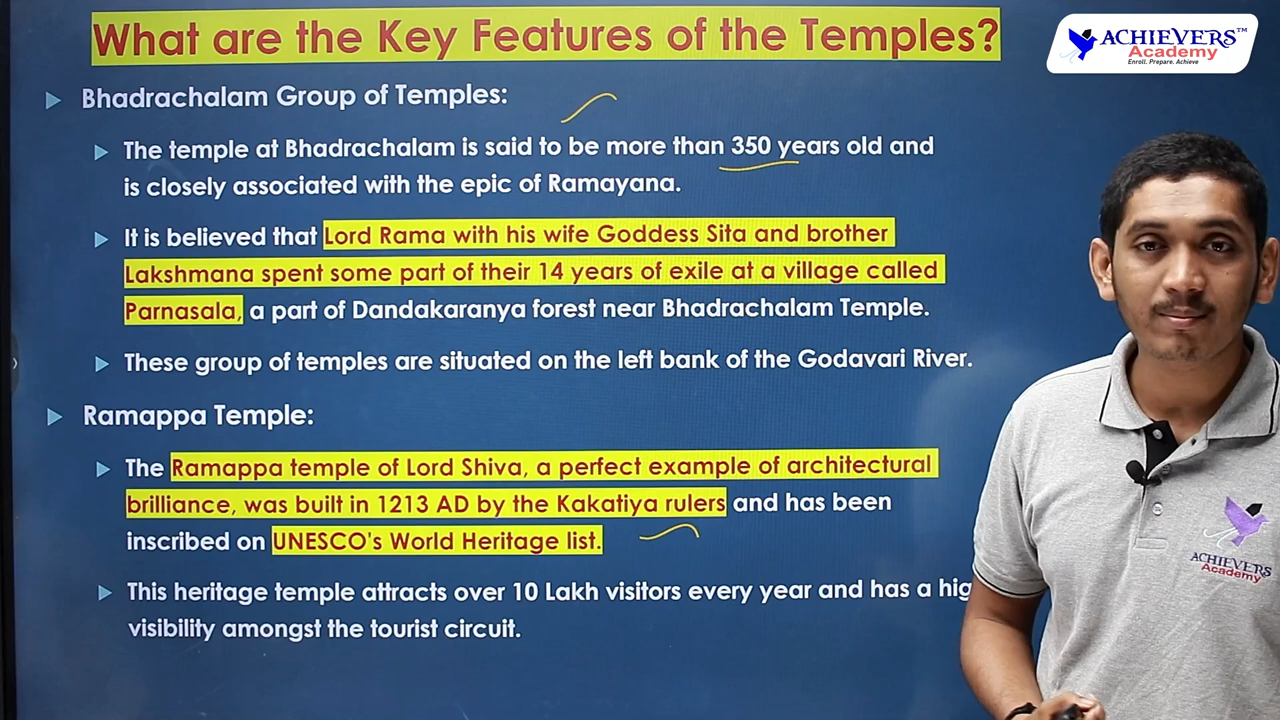 What are the Key Features of the Temples?
ACHIEVERS™
Academy
Enroll. Prepare. Achieve
Bhadrachalam Group of Temples:
The temple at Bhadrachalam is said to be more than 350 years old and
is closely associated with the epic of Ramayana.
It is believed that Lord Rama with his wife Goddess Sita and brother
Lakshmana spent some part of their 14 years of exile at a village called
Parnasala, a part of Dandakaranya forest near Bhadrachalam Temple.
These group of temples are situated on the left bank of the Godavari River.
Ramappa Temple:
The Ramappa temple of Lord Shiva, a perfect example of architectural
brilliance, was built in 1213 AD by the Kakatiya rulers and has been
inscribed on UNESCO's World Heritage list.
This heritage temple attracts over 10 Lakh visitors every year and has a hig
visibility amongst the tourist circuit.
ACHIEVERS
Academy